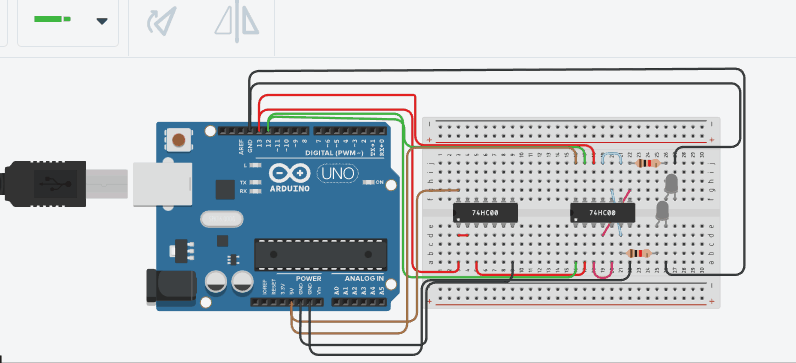 AREF
GND
13
12
~11
~10
~9
8
7
~6
~5
4
~3
2
TX→1
RX←0
DIGITAL (PWM~)
L
TX
RX
UNO
ON
ARDUINO
74HC00
74HC00
POWER
ANALOG IN
IOREF
RESET
3.3V
5V
GND
GND
Vin
A0
A1
A2
A3
A4
A5